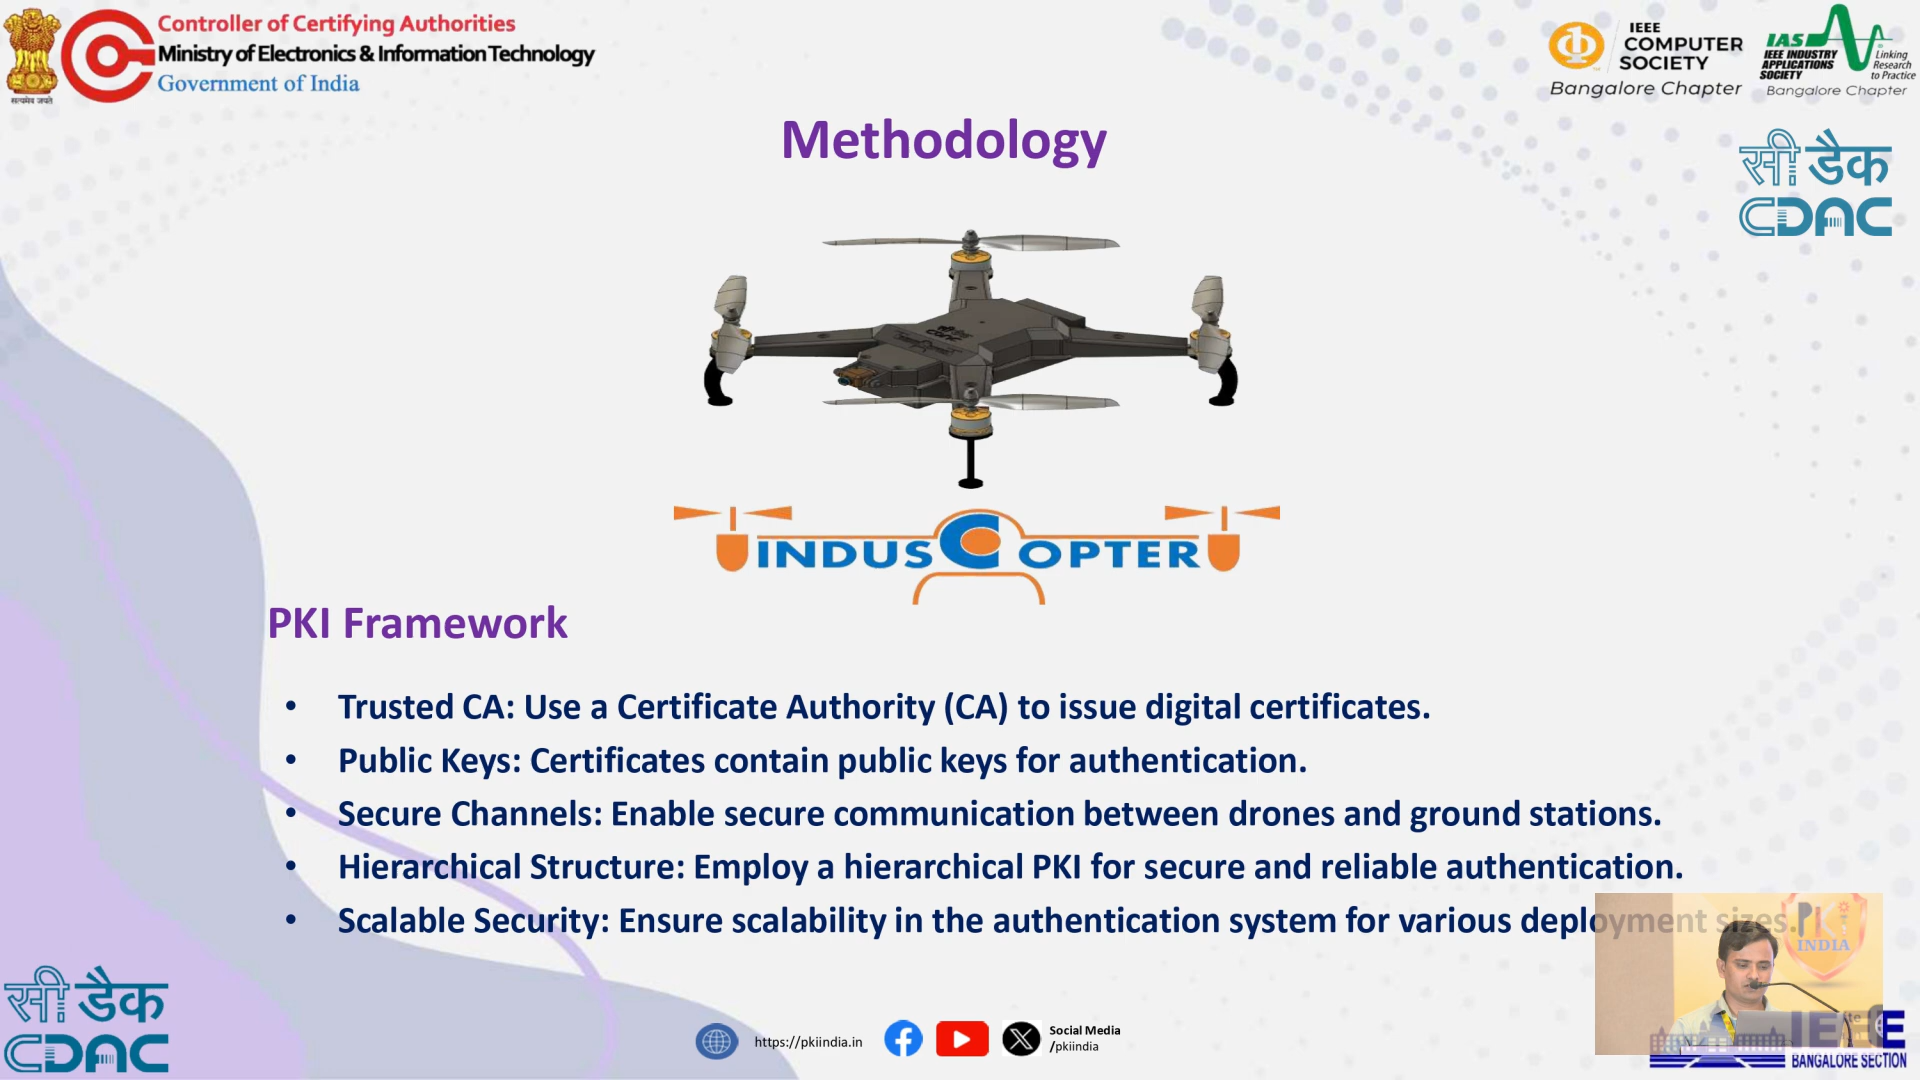 Controller of Certifying Authorities
Ministry of Electronics & Information Technology
Government of India
सत्यमेव जयते
IEEE
COMPUTER
SOCIETY
Bangalore Chapter
IAS
IEEE INDUSTRY
APPLICATIONS
SOCIETY
Linking
Research
to Practice
Bangalore Chapter
Methodology
सी डैक
CDAC
INDUSCOPTER
PKI Framework
• Trusted CA: Use a Certificate Authority (CA) to issue digital certificates.
• Public Keys: Certificates contain public keys for authentication.
• Secure Channels: Enable secure communication between drones and ground stations.
• Hierarchical Structure: Employ a hierarchical PKI for secure and reliable authentication.
• Scalable Security: Ensure scalability in the authentication system for various deployment sizes.
PKI
INDIA
सी डैक
CDAC
https://pkiindia.in
Social Media
/pkiindia
IEEE
BANGALORE SECTION